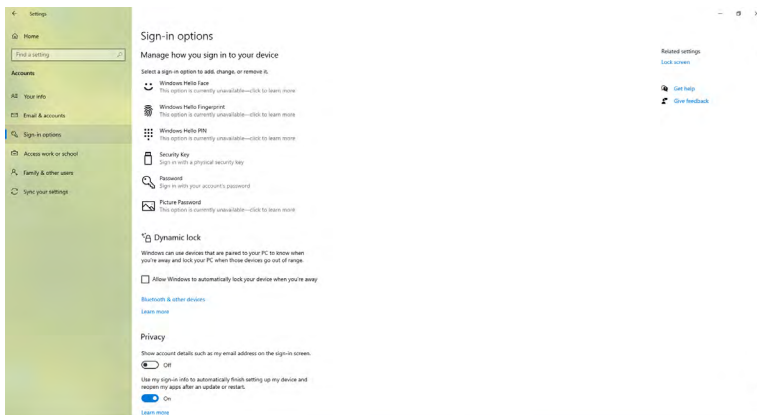 Settings
Home
Find a setting
Accounts
Your info
Email & accounts
Sign-in options
Access work or school
Family & other users
Sync your settings
Sign-in options
Manage how you sign in to your device
Select a sign-in option to add, change, or remove it.
Windows Hello Face
This option is currently unavailable—click to learn more
Windows Hello Fingerprint
This option is currently unavailable—click to learn more
Windows Hello PIN
This option is currently unavailable—click to learn more
Security Key
Sign in with a physical security key
Password
Sign in with your account's password
Picture Password
This option is currently unavailable—click to learn more
Dynamic lock
Windows can use devices that are paired to your PC to know when
you're away and lock your PC when those devices go out of range.
Allow Windows to automatically lock your device when you're away
Bluetooth & other devices
Learn more
Privacy
Show account details such as my email address on the sign-in screen.
Off
Use my sign-in info to automatically finish setting up my device and
reopen my apps after an update or restart.
On
Learn more
Related settings
Lock screen
Get help
Give feedback